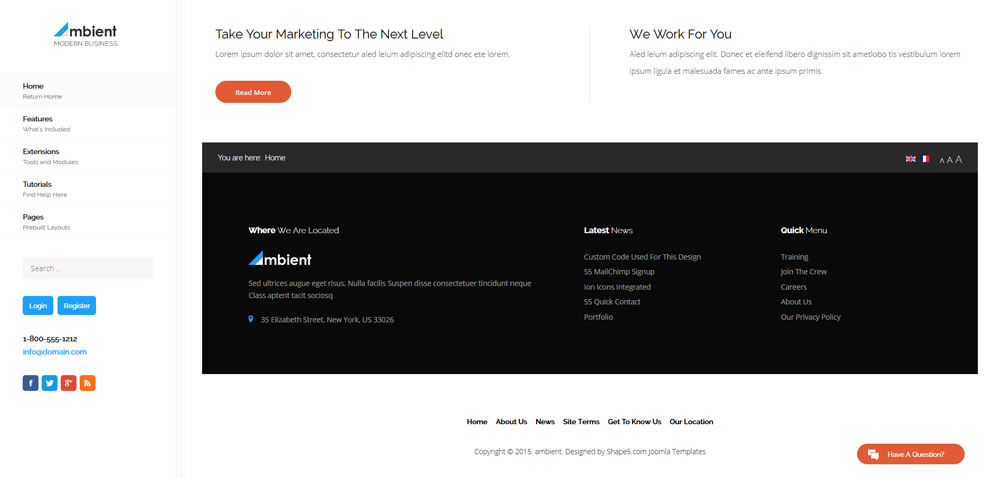 mbient
MODERN BUSINESS
Home
Return Home
Features
What's Included
Extensions
Tools and Modules
Tutorials
Find Help Here
Pages
Prebuilt Layouts
Search ...
Login Register
1-800-555-1212
info@domain.com
Take Your Marketing To The Next Level
Lorem ipsum dolor sit amet, consectetur aled leium adipiscing elitd onec ete lorem.
Read More
We Work For You
Aled leium adipiscing elit. Donec et eleifend libero dignissim sit ametlobo tis vestibulum lorem
ipsum ligula et malesuada fames ac ante ipsum primis.
You are here: Home
A A A
Where We Are Located
mbient
Sed ultrices augue eget risus. Nulla facilisi Suspen disse consectetuer tincidunt neque
Class aptent tacit sociosq
35 Elizabeth Street, New York, US 33026
Latest News
Custom Code Used For This Design
S5 MailChimp Signup
Ion Icons Integrated
S5 Quick Contact
Portfolio
Quick Menu
Training
Join The Crew
Careers
About Us
Our Privacy Policy
Home About Us News Site Terms Get To Know Us Our Location
Copyright © 2015. ambient. Designed by Shape5.com Joomla Templates
Have A Question?